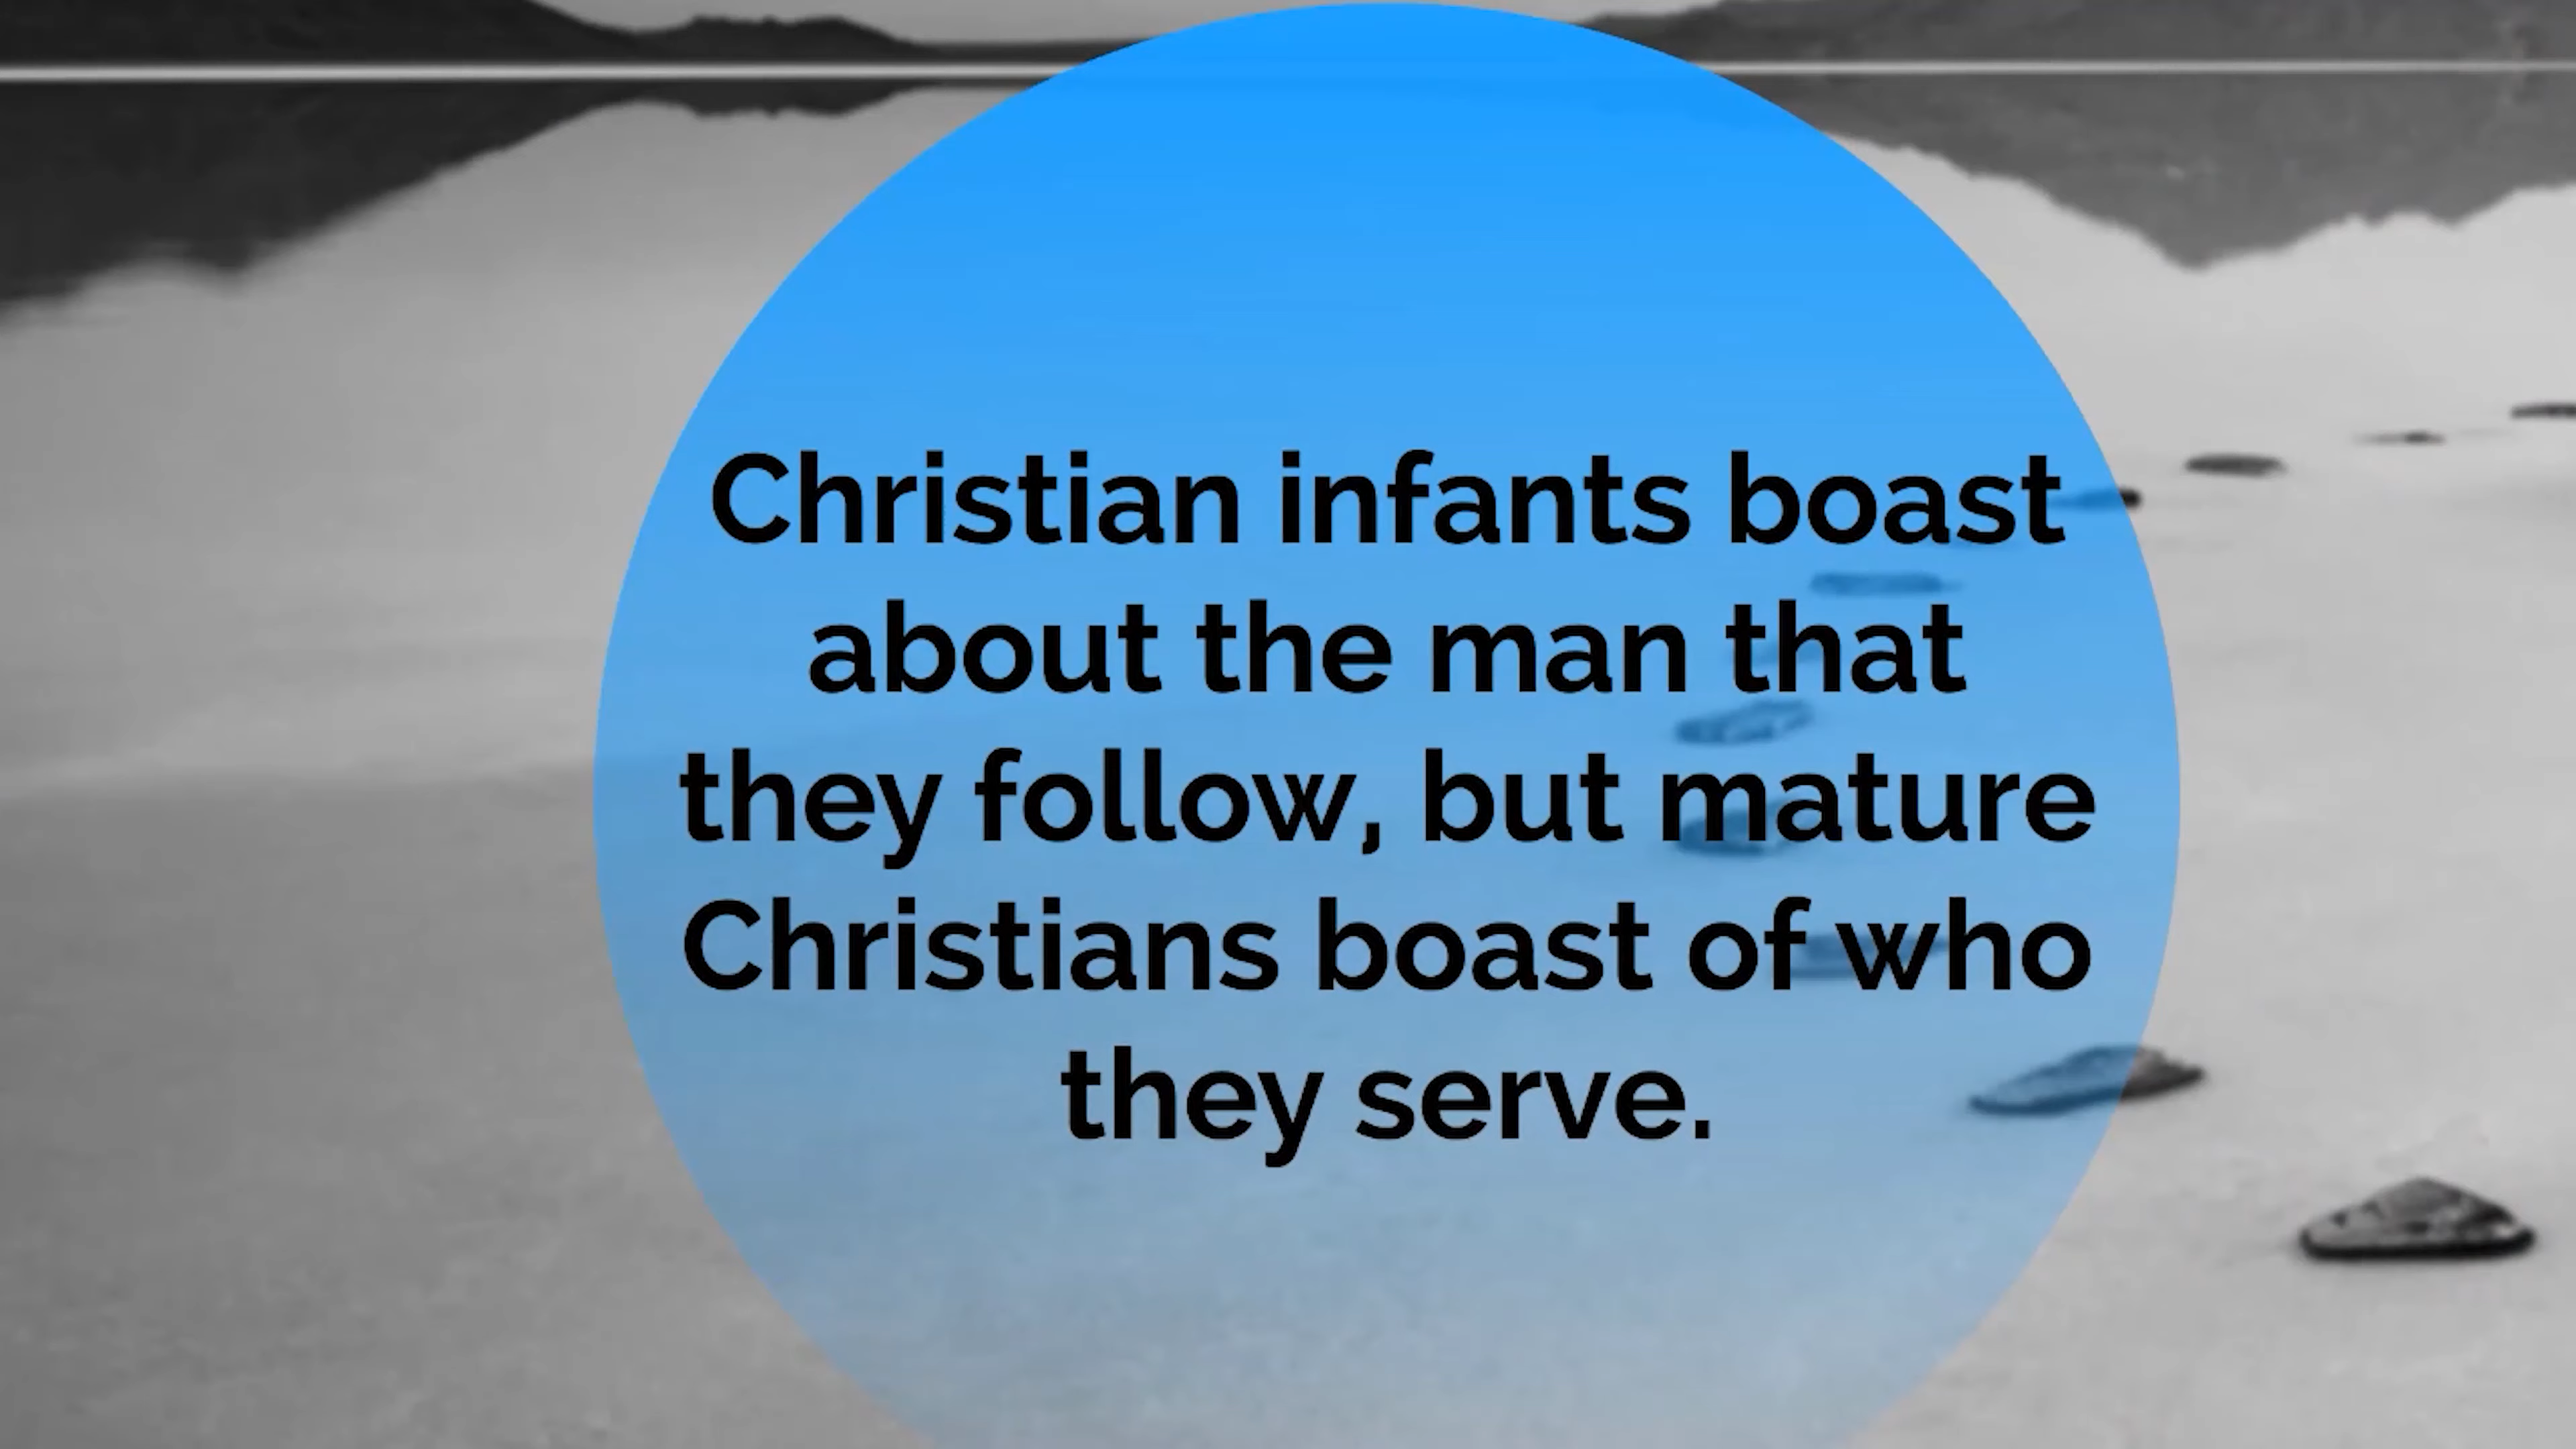 Christian infants boast
about the man that
they follow, but mature
Christians boast of who
they serve.